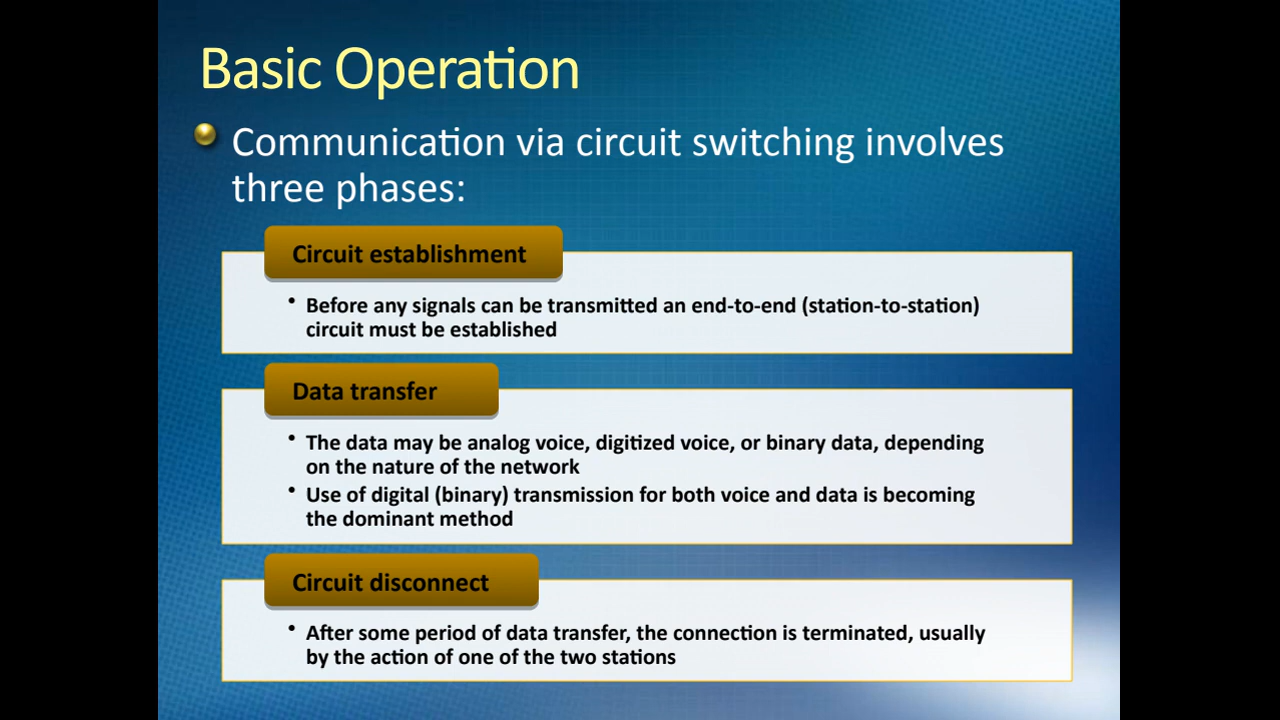 Basic Operation
Communication via circuit switching involves
three phases:
Circuit establishment
• Before any signals can be transmitted an end-to-end (station-to-station)
circuit must be established
Data transfer
• The data may be analog voice, digitized voice, or binary data, depending
on the nature of the network
• Use of digital (binary) transmission for both voice and data is becoming
the dominant method
Circuit disconnect
• After some period of data transfer, the connection is terminated, usually
by the action of one of the two stations